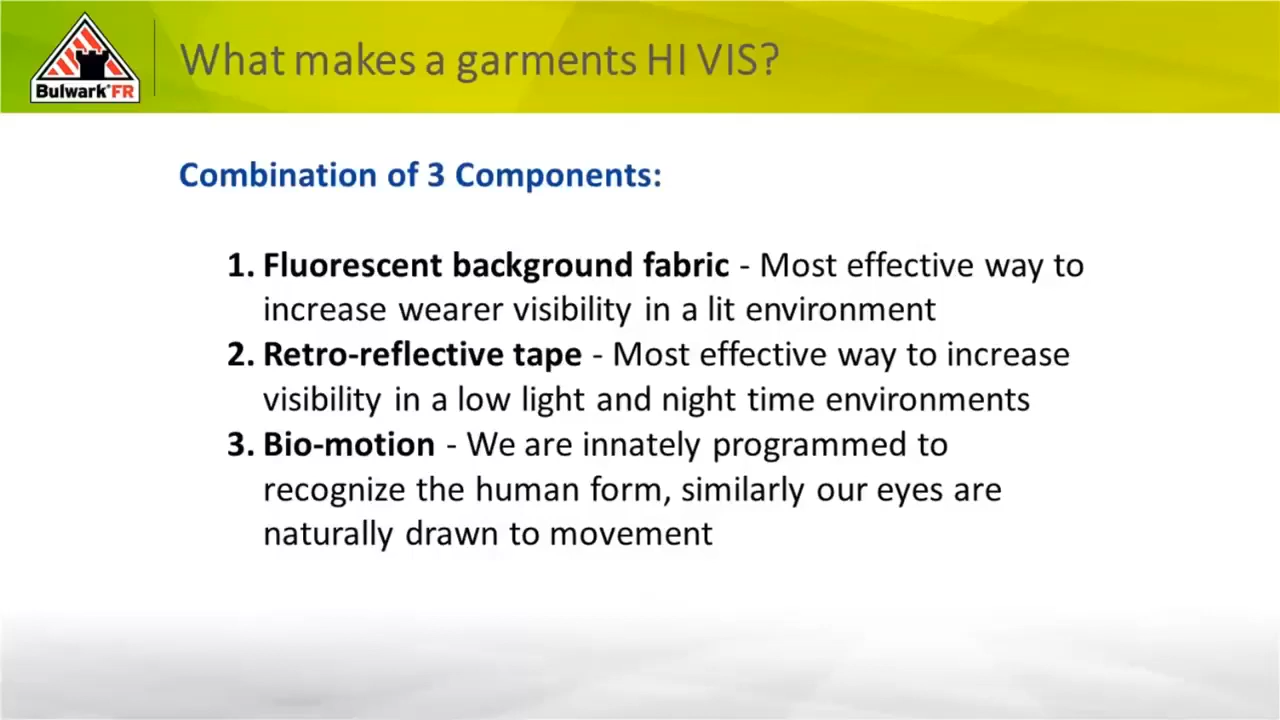 What makes a garments HI VIS?
Bulwark®FR
Combination of 3 Components:
1. Fluorescent background fabric - Most effective way to
increase wearer visibility in a lit environment
2. Retro-reflective tape - Most effective way to increase
visibility in a low light and night time environments
3. Bio-motion - We are innately programmed to
recognize the human form, similarly our eyes are
naturally drawn to movement